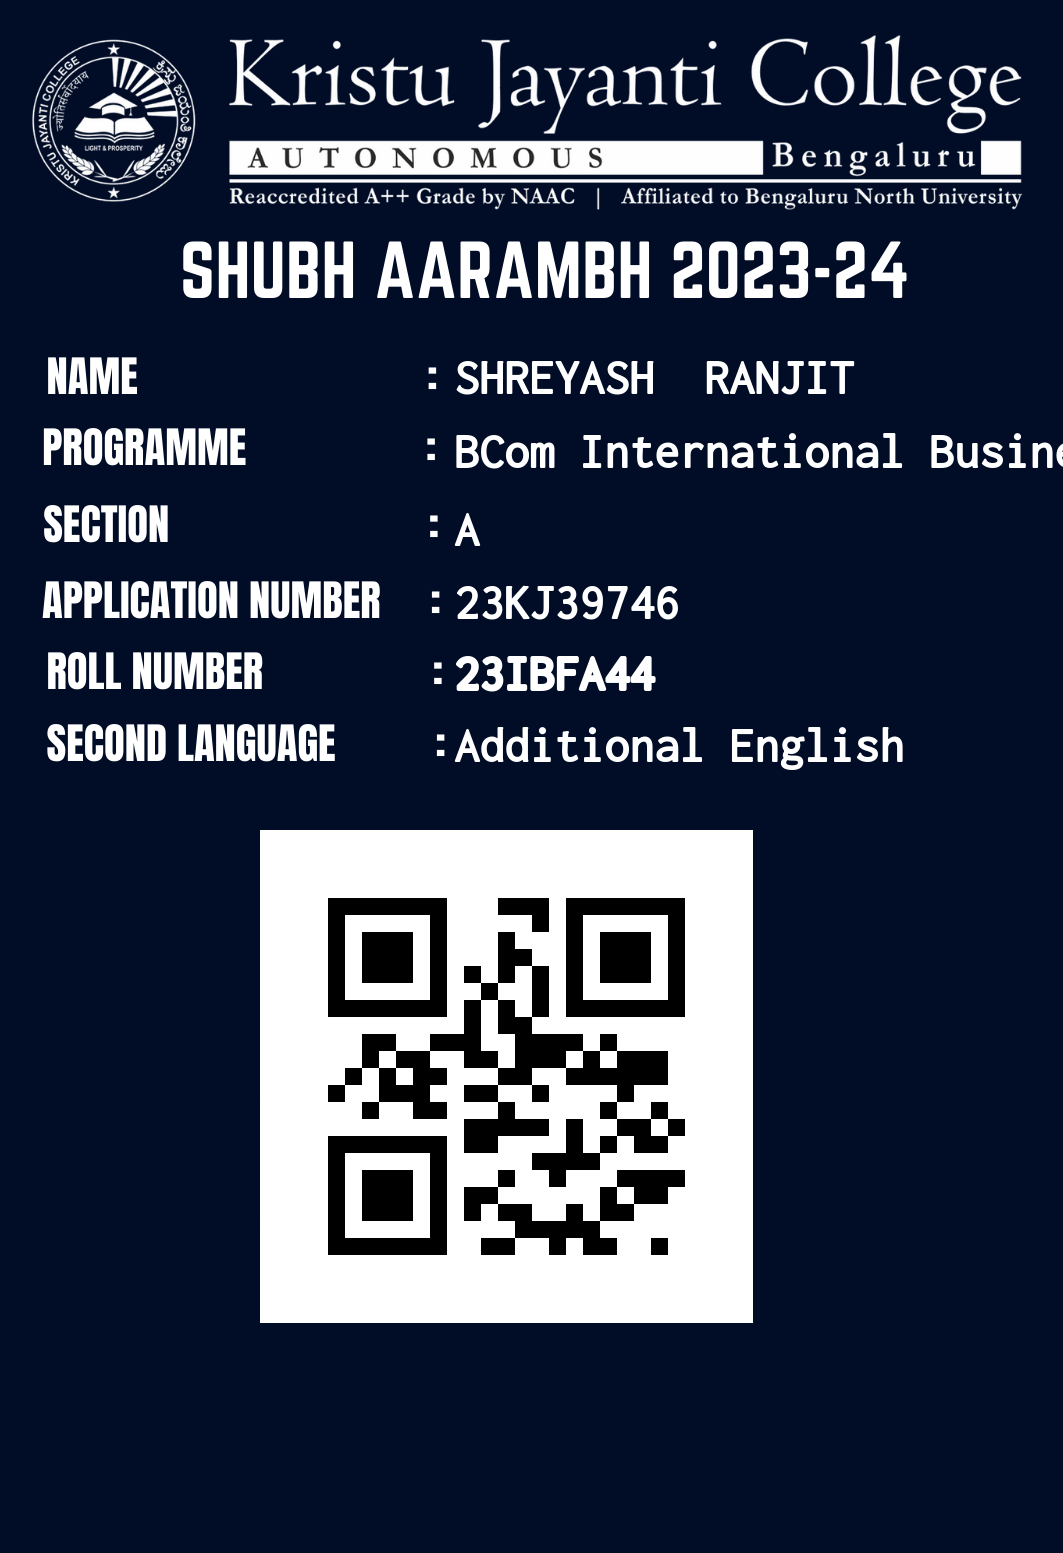 Kristu Jayanti College
AUTONOMOUS Bengaluru
Reaccredited A++ Grade by NAAC | Affiliated to Bengaluru North University
KRISTU JAYANTI COLLEGE
LIGHT & PROSPERITY
SHUBH AARAMBH 2023-24
NAME : SHREYASH RANJIT
PROGRAMME : BCom International Busine
SECTION : A
APPLICATION NUMBER : 23KJ39746
ROLL NUMBER : 23IBFA44
SECOND LANGUAGE : Additional English